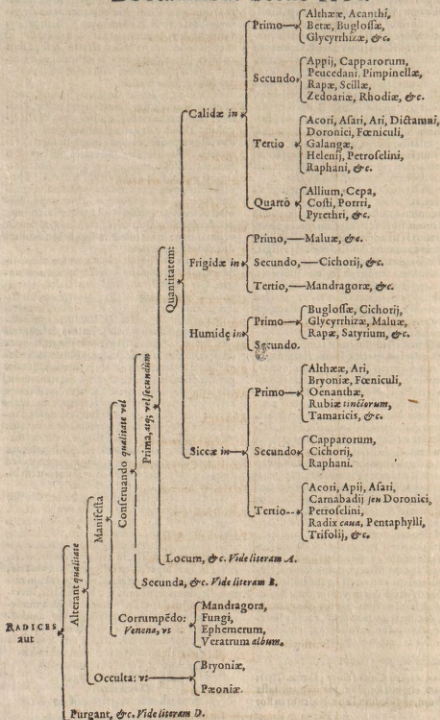 Primo Althææ, Acanthi,
Betæ, Buglossæ,
Glycyrrhizæ, &c.
Secundo, Appij, Capparorum,
Peucedani, Pimpinellæ,
Rapæ, Scillæ,
Zedoariæ, Rhodiæ, &c.
Calidæ in
Tertio Acori, Asari, Ari, Dictamni,
Doronici, Fœniculi,
Galangæ,
Helenij, Petroselini,
Raphani, &c.
Quartò Allium, Cepa,
Costi, Porrri,
Pyrethri, &c.
Quantitatem:
Frigidæ in Primo, Maluæ, &c.
Secundo, Cichorij, &c.
Tertio, Mandragoræ, &c.
Humidę in Primo Buglossæ, Cichorij,
Glycyrrhizæ, Maluæ,
Rapæ, Satyrium, &c.
Secundo.
Siccæ in Primo Althææ, Ari,
Bryoniæ, Fœniculi,
Oenanthæ,
Rubiæ tinctorum,
Tamaricis, &c.
Secundo Capparorum,
Cichorij,
Raphani.
Tertio Acori, Apij, Asari,
Carnabadij seu Doronici,
Petroselini,
Radix caua, Pentaphylli,
Trifolij, &c.
Prima, atq; vel secundùm
Locum, &c. Vide literam A.
Conseruando qualitate vel
Secunda, &c. Vide literam B.
Manifesta
Corrumpẽdo: Mandragora,
Venena, vt Fungi,
Ephemerum,
Veratrum album.
Alterant qualitate
Occulta: vt Bryoniæ,
Pæoniæ.
RADICES
aut
Purgant, &c. Vide literam D.